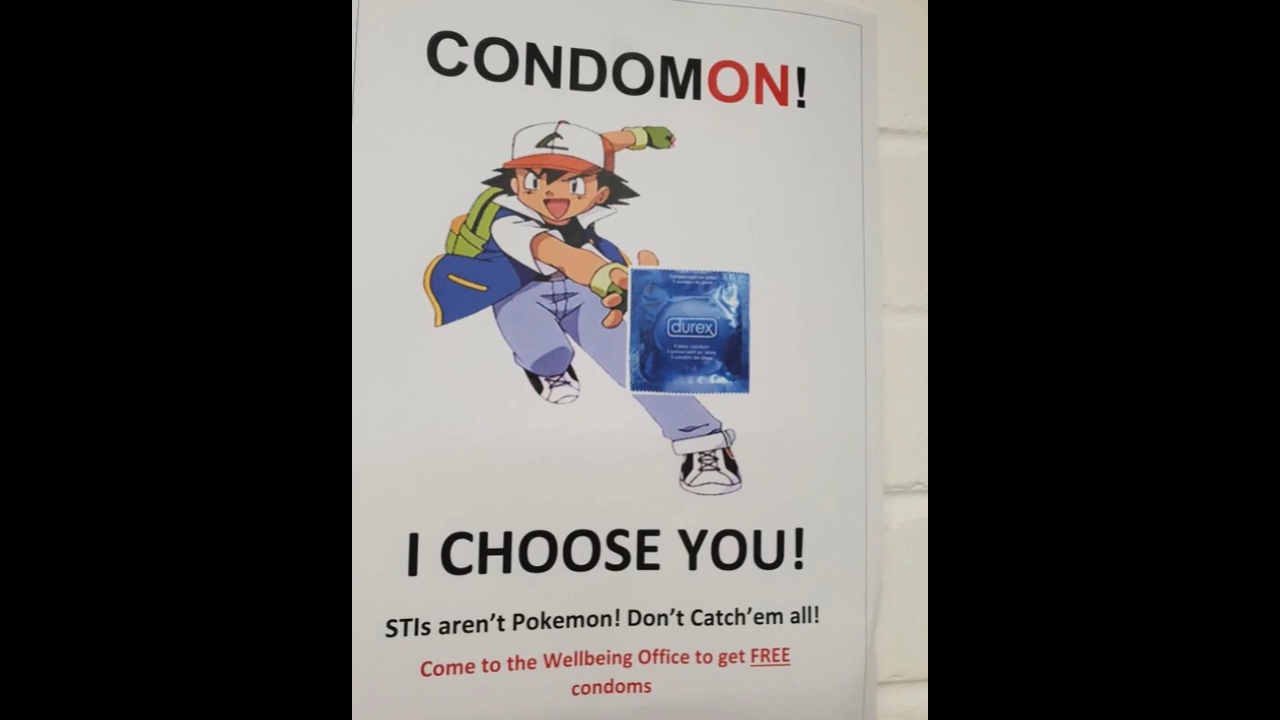 CONDOMON!
durex
I CHOOSE YOU!
STIs aren't Pokemon! Don't Catch'em all!
Come to the Wellbeing Office to get FREE
condoms